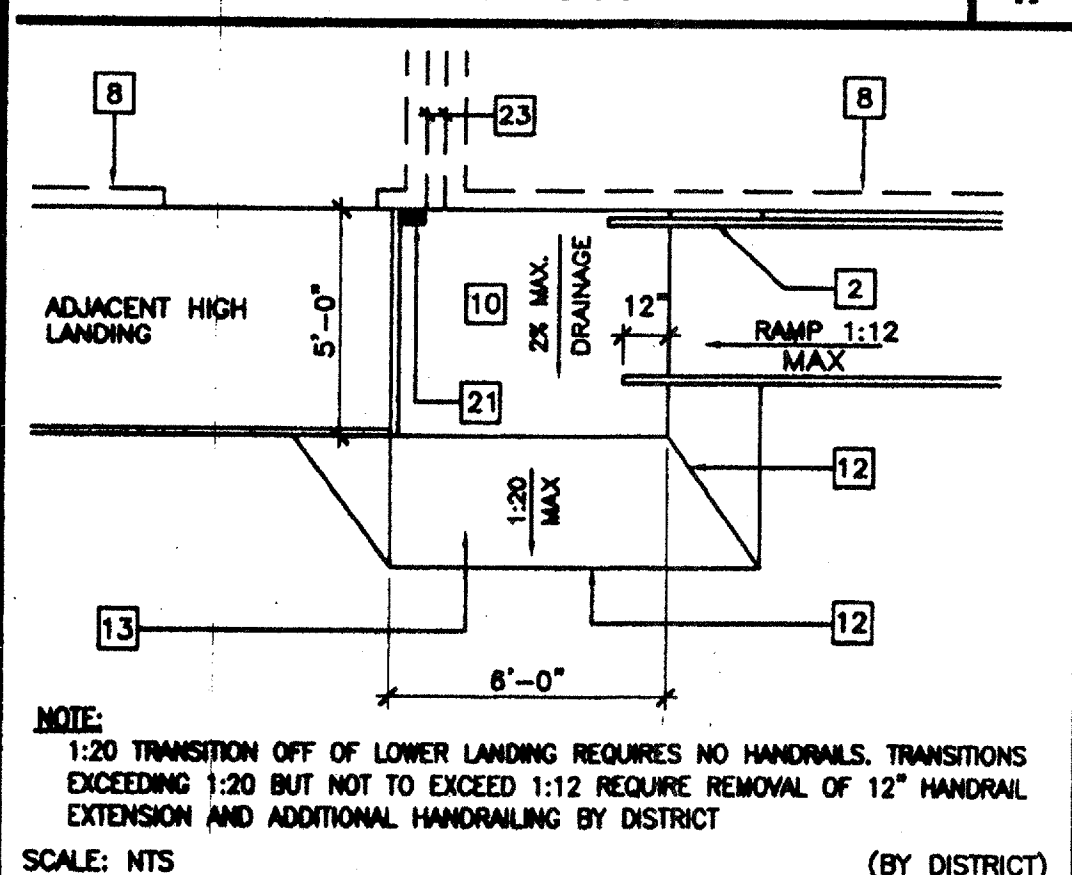 8
23
8
ADJACENT HIGH
LANDING
5'-0"
10
2% MAX.
DRAINAGE
12"
2
RAMP 1:12
MAX
21
1:20
MAX
12
13
12
6'-0"
NOTE:
1:20 TRANSITION OFF OF LOWER LANDING REQUIRES NO HANDRAILS. TRANSITIONS
EXCEEDING 1:20 BUT NOT TO EXCEED 1:12 REQUIRE REMOVAL OF 12" HANDRAIL
EXTENSION AND ADDITIONAL HANDRAILING BY DISTRICT
SCALE: NTS
(BY DISTRICT)